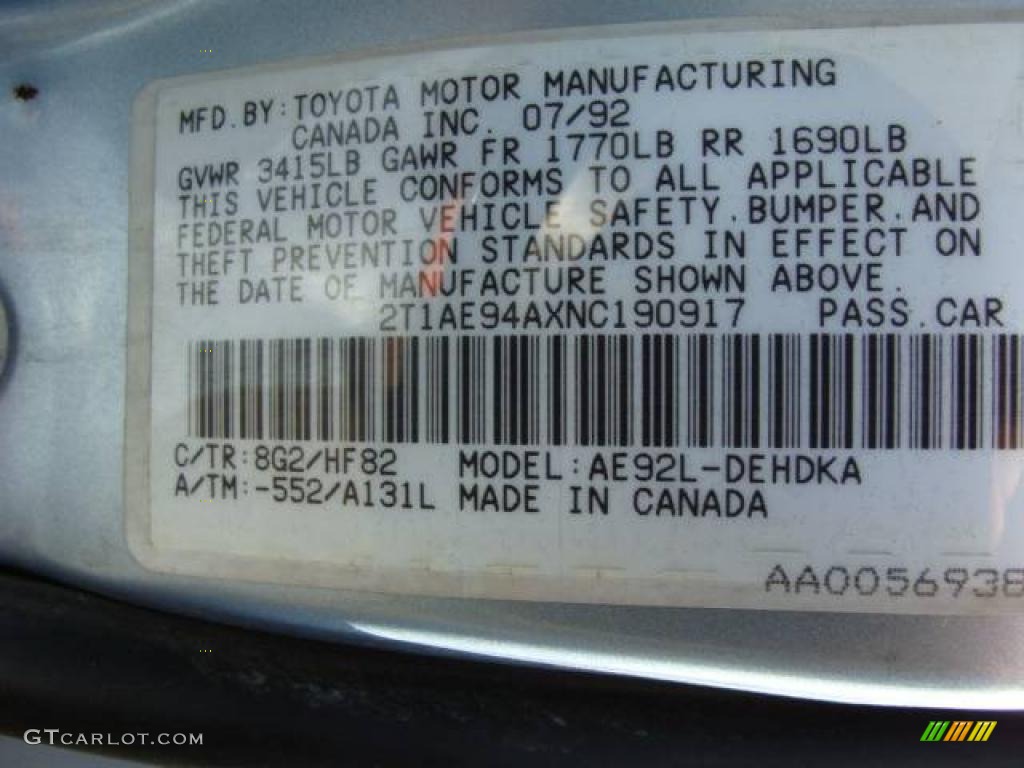 MFD.BY:TOYOTA MOTOR MANUFACTURING
CANADA INC. 07/92
GVWR 3415LB GAWR FR 1770LB RR 1690LB
THIS VEHICLE CONFORMS TO ALL APPLICABLE
FEDERAL MOTOR VEHICLE SAFETY.BUMPER.AND
THEFT PREVENTION STANDARDS IN EFFECT ON
THE DATE OF MANUFACTURE SHOWN ABOVE.
2T1AE94AXNC190917 PASS.CAR
C/TR:8G2/HF82 MODEL:AE92L-DEHDKA
A/TM:-552/A131L MADE IN CANADA
AA0056938
GTCARLOT.COM